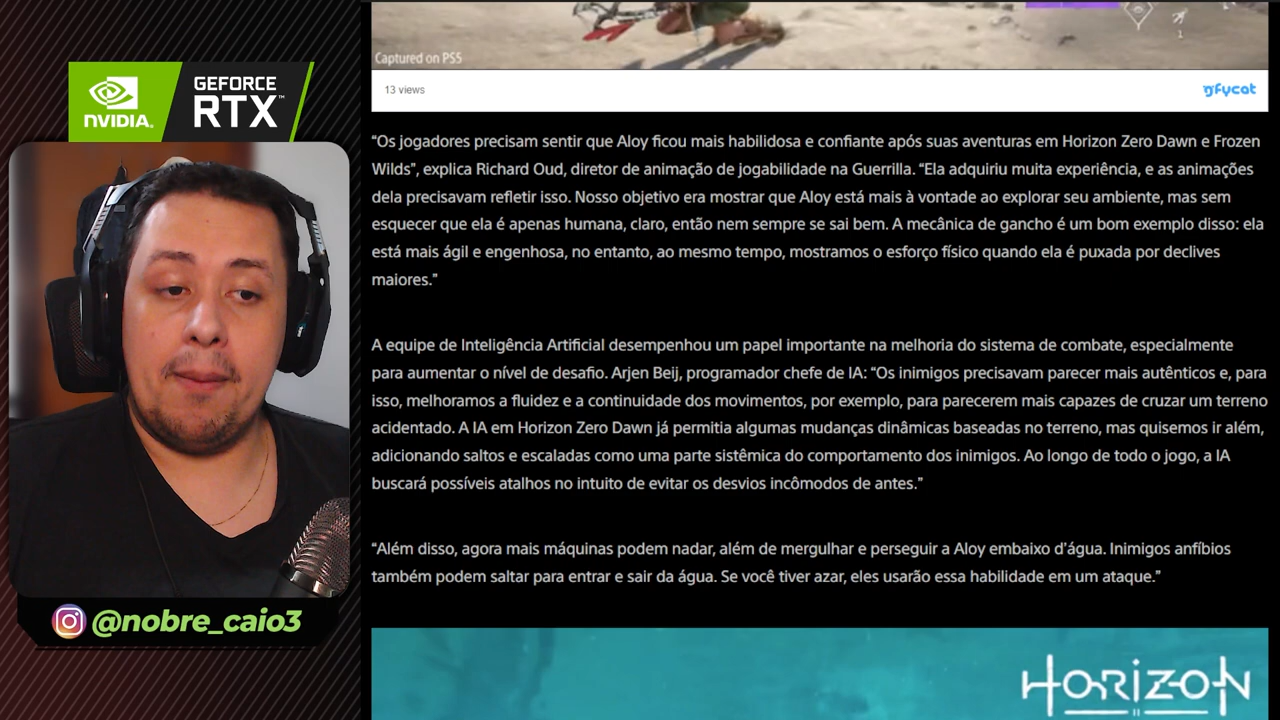 Captured on PS5
1
13 views
gfycat
NVIDIA.
GEFORCE
RTX™
“Os jogadores precisam sentir que Aloy ficou mais habilidosa e confiante após suas aventuras em Horizon Zero Dawn e Frozen
Wilds”, explica Richard Oud, diretor de animação de jogabilidade na Guerrilla. “Ela adquiriu muita experiência, e as animações
dela precisavam refletir isso. Nosso objetivo era mostrar que Aloy está mais à vontade ao explorar seu ambiente, mas sem
esquecer que ela é apenas humana, claro, então nem sempre se sai bem. A mecânica de gancho é um bom exemplo disso: ela
está mais ágil e engenhosa, no entanto, ao mesmo tempo, mostramos o esforço físico quando ela é puxada por declives
maiores.”
A equipe de Inteligência Artificial desempenhou um papel importante na melhoria do sistema de combate, especialmente
para aumentar o nível de desafio. Arjen Beij, programador chefe de IA: “Os inimigos precisavam parecer mais autênticos e, para
isso, melhoramos a fluidez e a continuidade dos movimentos, por exemplo, para parecerem mais capazes de cruzar um terreno
acidentado. A IA em Horizon Zero Dawn já permitia algumas mudanças dinâmicas baseadas no terreno, mas quisemos ir além,
adicionando saltos e escaladas como uma parte sistêmica do comportamento dos inimigos. Ao longo de todo o jogo, a IA
buscará possíveis atalhos no intuito de evitar os desvios incômodos de antes.”
“Além disso, agora mais máquinas podem nadar, além de mergulhar e perseguir a Aloy embaixo d’água. Inimigos anfíbios
também podem saltar para entrar e sair da água. Se você tiver azar, eles usarão essa habilidade em um ataque.”
@nobre_caio3
HORIZON